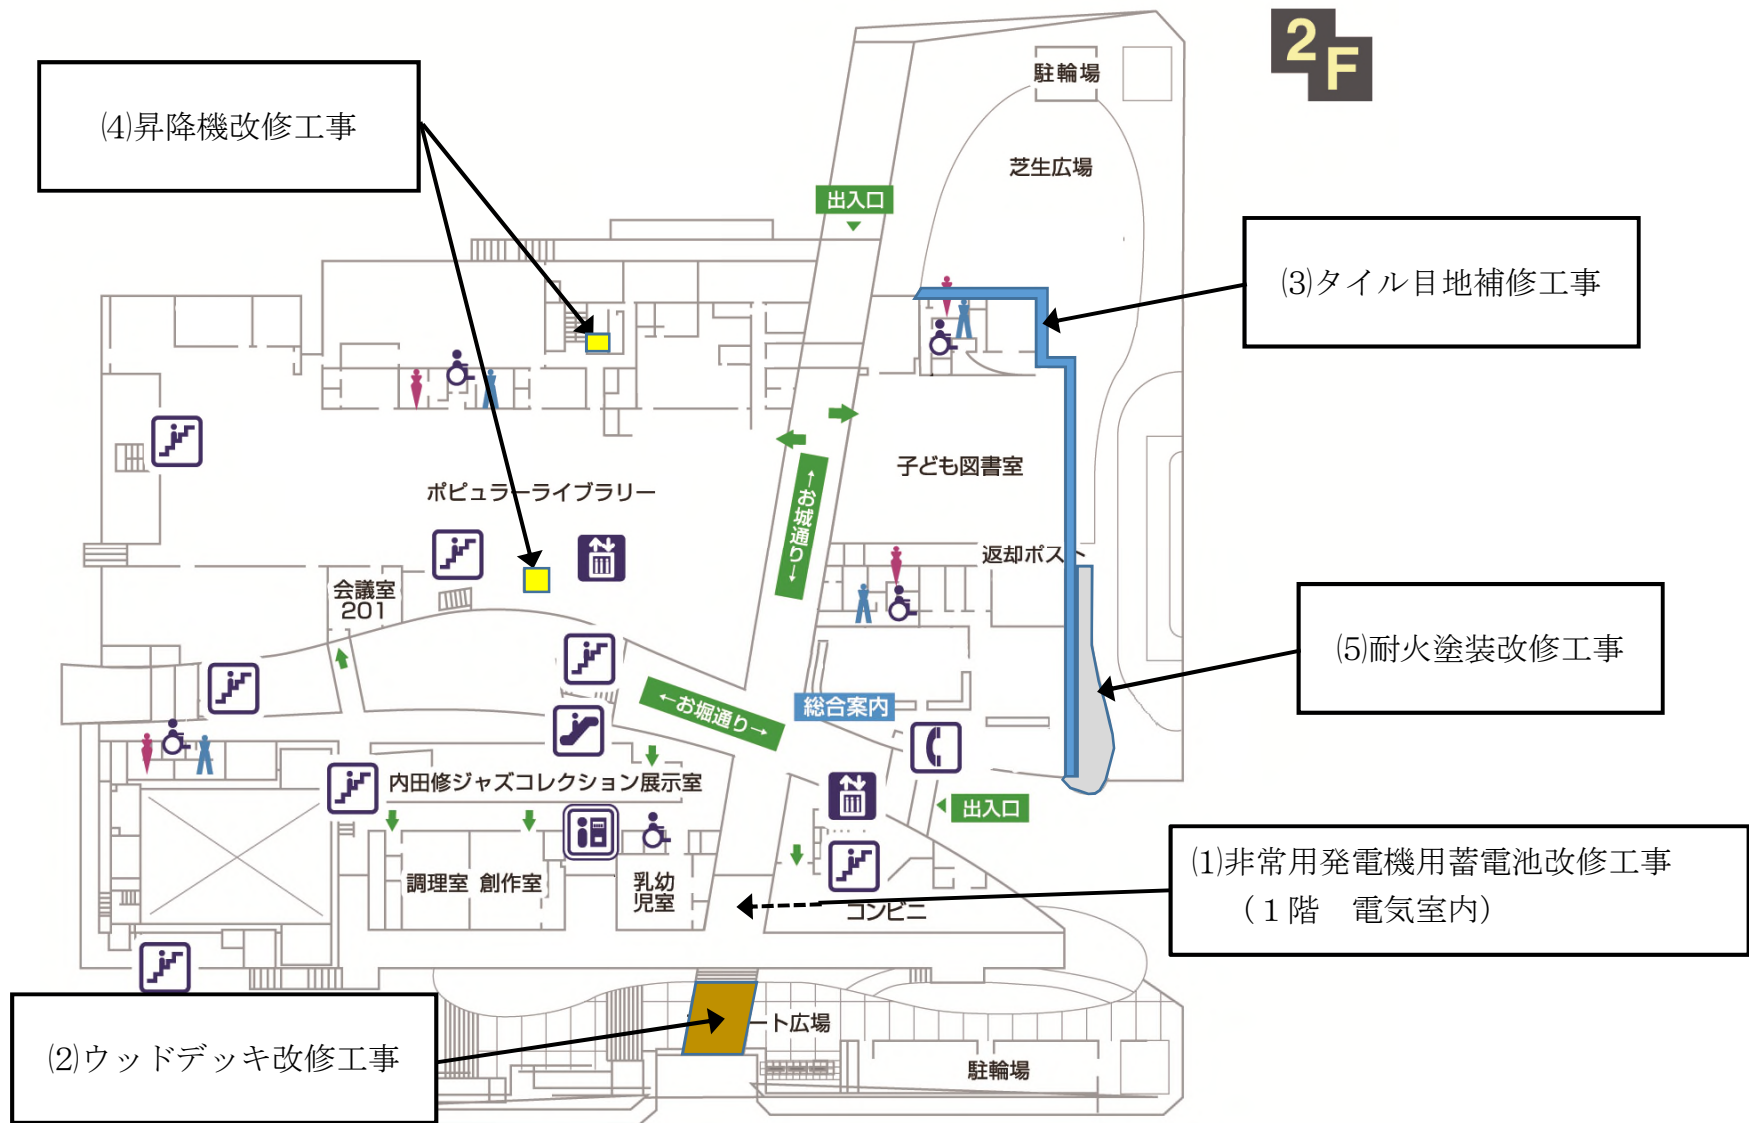 2F
駐輪場
⑷昇降機改修工事
芝生広場
出入口
⑶タイル目地補修工事
子ども図書室
←お城通り→
ポピュラーライブラリー
返却ポスト
会議室
201
⑸耐火塗装改修工事
←お堀通り→
総合案内
内田修ジャズコレクション展示室
出入口
⑴非常用発電機用蓄電池改修工事
(１階　電気室内)
調理室
創作室
乳幼
児室
コンビニ
⑵ウッドデッキ改修工事
ート広場
駐輪場